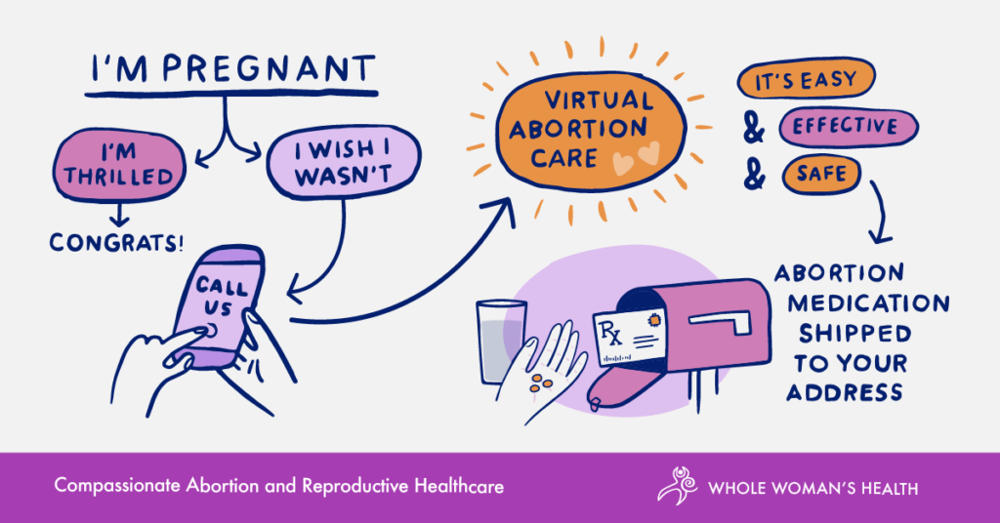 I'M PREGNANT
I'M
THRILLED
I WISH I
WASN'T
CONGRATS!
CALL
US
VIRTUAL
ABORTION
CARE
IT'S EASY
& EFFECTIVE
& SAFE
Rx
ABORTION
MEDICATION
SHIPPED
TO YOUR
ADDRESS
Compassionate Abortion and Reproductive Healthcare
WHOLE WOMAN'S HEALTH